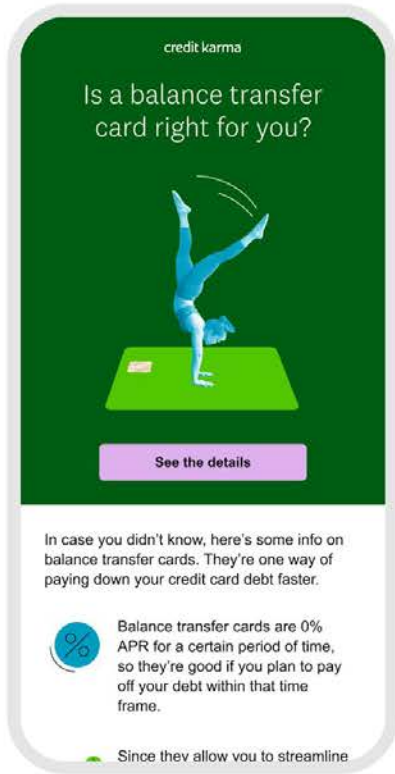 credit karma
Is a balance transfer
card right for you?
See the details
In case you didn't know, here's some info on
balance transfer cards. They're one way of
paying down your credit card debt faster.
%
Balance transfer cards are 0%
APR for a certain period of time,
so they're good if you plan to pay
off your debt within that time
frame.
Since they allow you to streamline